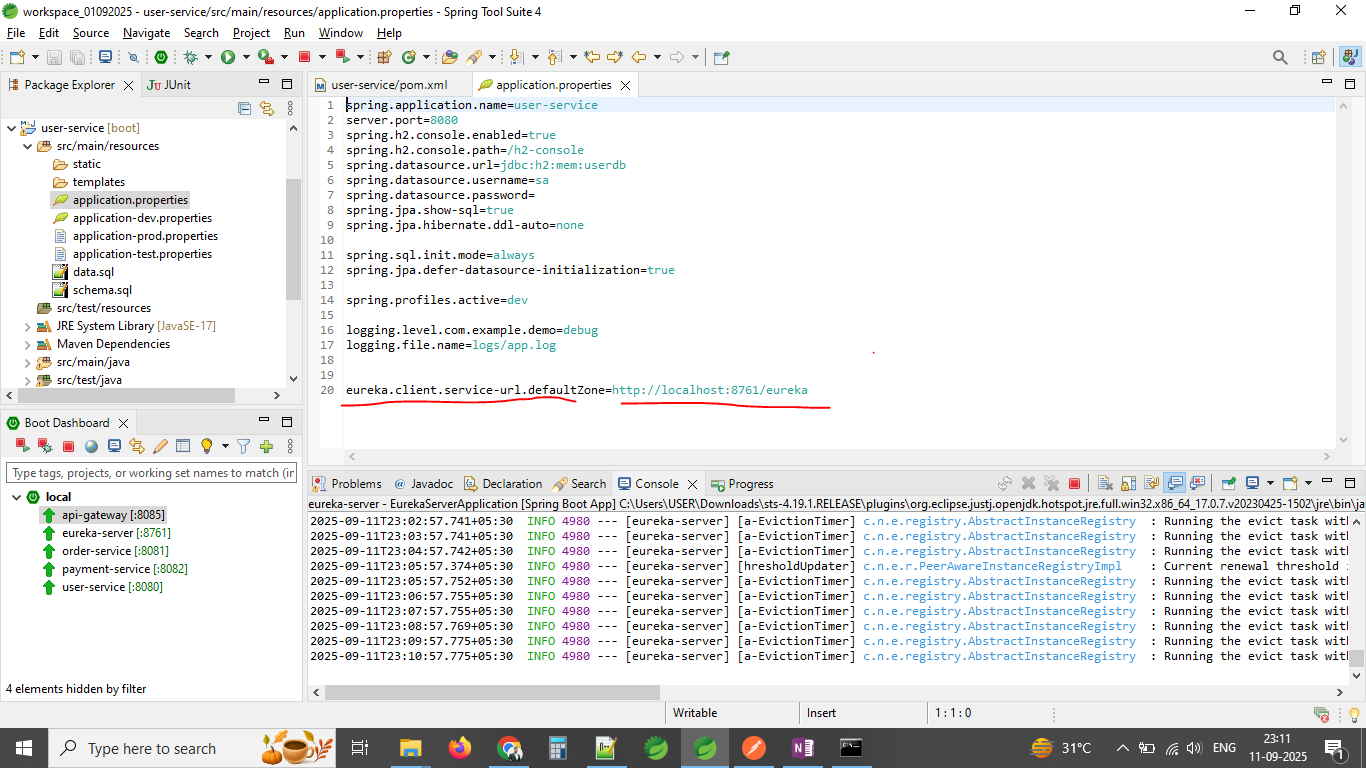 workspace_01092025 - user-service/src/main/resources/application.properties - Spring Tool Suite 4
File Edit Source Navigate Search Project Run Window Help
Package Explorer JUnit
user-service [boot]
src/main/resources
static
templates
application.properties
application-dev.properties
application-prod.properties
application-test.properties
data.sql
schema.sql
src/test/resources
JRE System Library [JavaSE-17]
Maven Dependencies
src/main/java
src/test/java
user-service/pom.xml application.properties
1 spring.application.name=user-service
2 server.port=8080
3 spring.h2.console.enabled=true
4 spring.h2.console.path=/h2-console
5 spring.datasource.url=jdbc:h2:mem:userdb
6 spring.datasource.username=sa
7 spring.datasource.password=
8 spring.jpa.show-sql=true
9 spring.jpa.hibernate.ddl-auto=none
10
11 spring.sql.init.mode=always
12 spring.jpa.defer-datasource-initialization=true
13
14 spring.profiles.active=dev
15
16 logging.level.com.example.demo=debug
17 logging.file.name=logs/app.log
18
19
20 eureka.client.service-url.defaultZone=http://localhost:8761/eureka
Boot Dashboard
Type tags, projects, or working set names to match (in
local
api-gateway [:8085]
eureka-server [:8761]
order-service [:8081]
payment-service [:8082]
user-service [:8080]
4 elements hidden by filter
Problems Javadoc Declaration Search Console Progress
eureka-server - EurekaServerApplication [Spring Boot App] C:\Users\USER\Downloads\sts-4.19.1.RELEASE\plugins\org.eclipse.justj.openjdk.hotspot.jre.full.win32.x86_64_17.0.7.v20230425-1502\jre\bin\ja
2025-09-11T23:02:57.741+05:30 INFO 4980 --- [eureka-server] [a-EvictionTimer] c.n.e.registry.AbstractInstanceRegistry : Running the evict task wit
2025-09-11T23:03:57.741+05:30 INFO 4980 --- [eureka-server] [a-EvictionTimer] c.n.e.registry.AbstractInstanceRegistry : Running the evict task wit
2025-09-11T23:04:57.742+05:30 INFO 4980 --- [eureka-server] [a-EvictionTimer] c.n.e.registry.AbstractInstanceRegistry : Running the evict task wit
2025-09-11T23:05:57.374+05:30 INFO 4980 --- [eureka-server] [hresholdUpdater] c.n.e.r.PeerAwareInstanceRegistryImpl : Current renewal threshold
2025-09-11T23:05:57.752+05:30 INFO 4980 --- [eureka-server] [a-EvictionTimer] c.n.e.registry.AbstractInstanceRegistry : Running the evict task wit
2025-09-11T23:06:57.755+05:30 INFO 4980 --- [eureka-server] [a-EvictionTimer] c.n.e.registry.AbstractInstanceRegistry : Running the evict task wit
2025-09-11T23:07:57.755+05:30 INFO 4980 --- [eureka-server] [a-EvictionTimer] c.n.e.registry.AbstractInstanceRegistry : Running the evict task wit
2025-09-11T23:08:57.769+05:30 INFO 4980 --- [eureka-server] [a-EvictionTimer] c.n.e.registry.AbstractInstanceRegistry : Running the evict task wit
2025-09-11T23:09:57.775+05:30 INFO 4980 --- [eureka-server] [a-EvictionTimer] c.n.e.registry.AbstractInstanceRegistry : Running the evict task wit
2025-09-11T23:10:57.775+05:30 INFO 4980 --- [eureka-server] [a-EvictionTimer] c.n.e.registry.AbstractInstanceRegistry : Running the evict task wit
Writable Insert 1 : 1 : 0
Type here to search
31°C ENG 23:11
11-09-2025